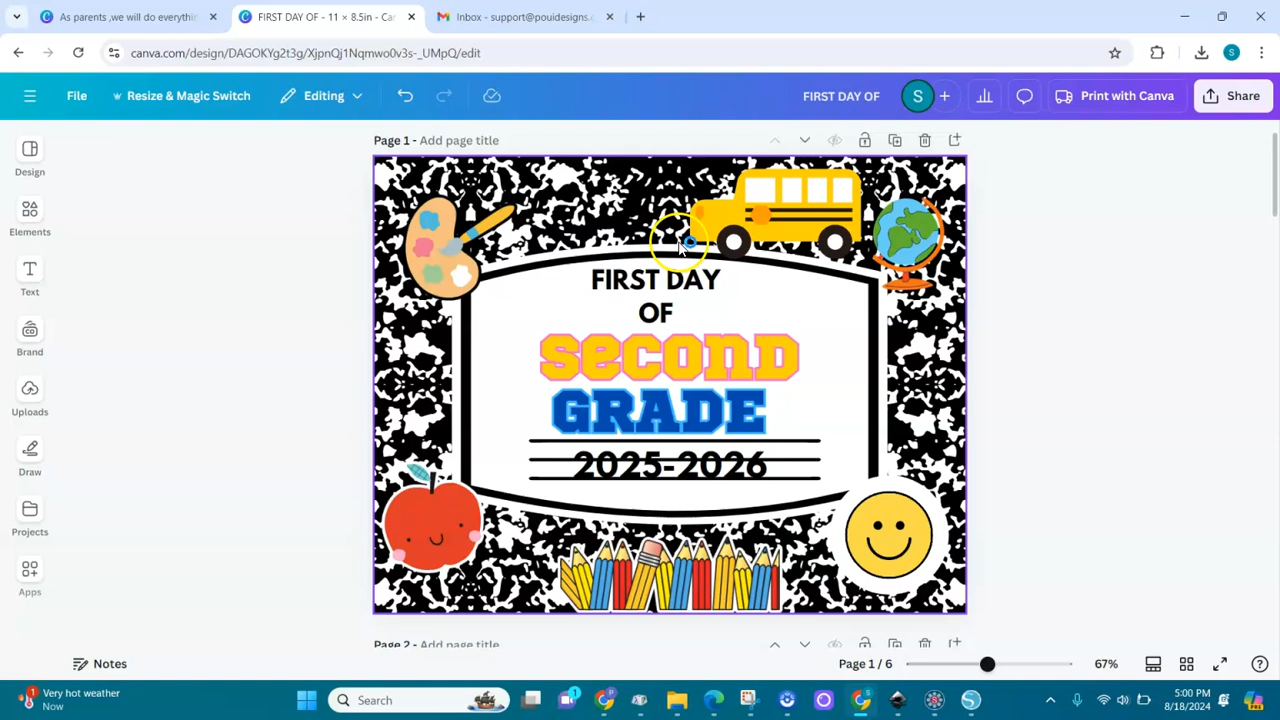 As parents ,we will do everythin
FIRST DAY OF - 11 × 8.5in - Ca
Inbox - support@pouidesigns.c
canva.com/design/DAGOKYg2t3g/XjpnQj1Nqmwo0v3s-_UMpQ/edit
S
File
Resize & Magic Switch
Editing
FIRST DAY OF
S
Print with Canva
Share
Page 1 - Add page title
Design
Elements
Text
Brand
Uploads
Draw
Projects
Apps
FIRST DAY
OF
second
GRADE
2025-2026
Page 2 - Add page title
Notes
Page 1 / 6
67%
1
Very hot weather
Now
Search
1
5:00 PM
8/18/2024